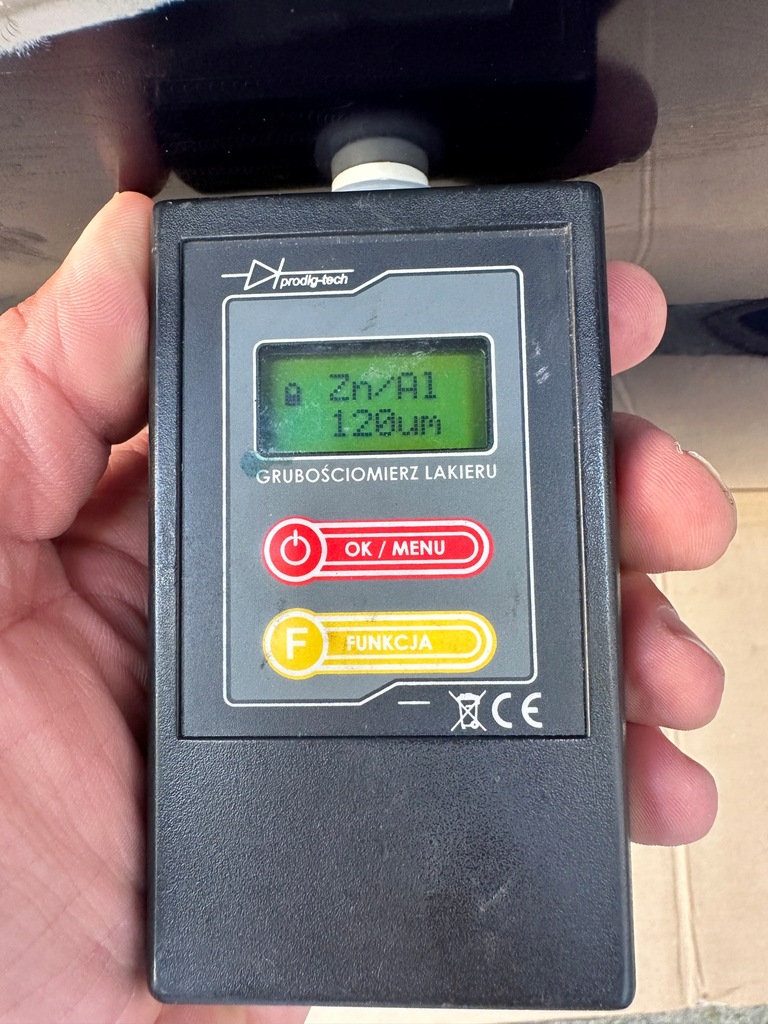 prodig-tech
Zn/Al
120um
GRUBOŚCIOMIERZ LAKIERU
OK / MENU
F FUNKCJA
CE